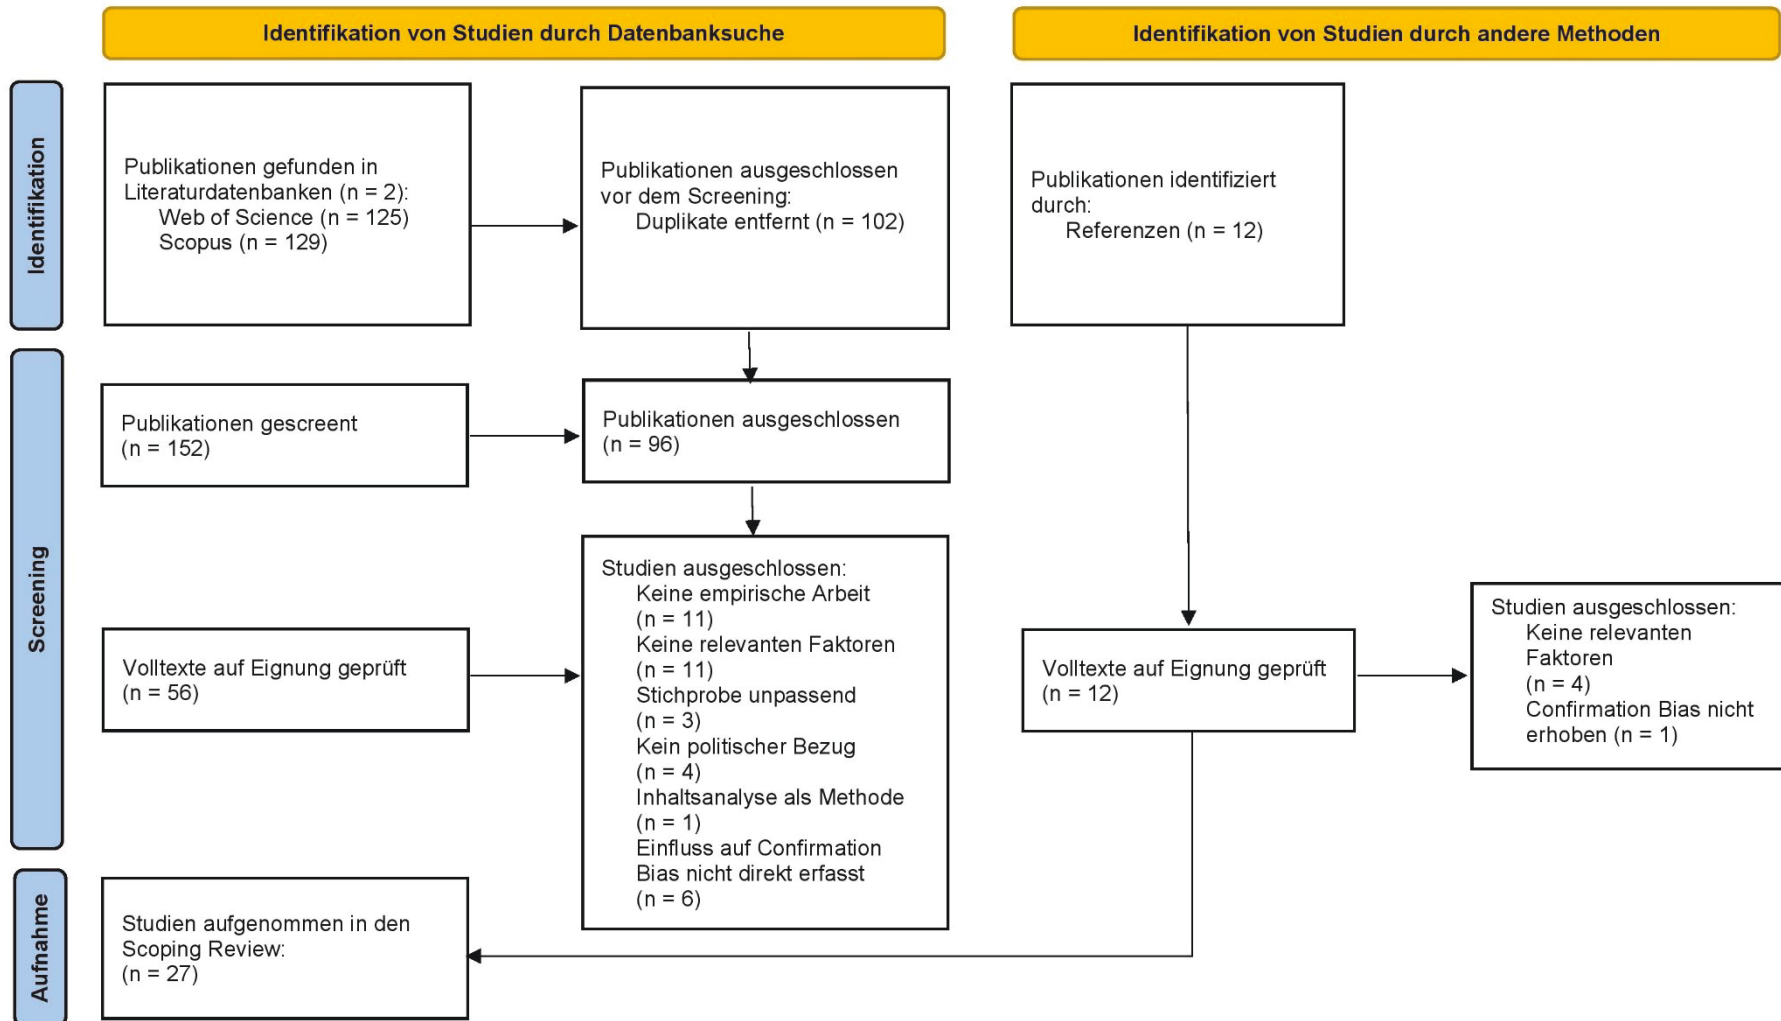 Identifikation von Studien durch Datenbanksuche
Identifikation von Studien durch andere Methoden
Identifikation
Publikationen gefunden in
Literaturdatenbanken (n = 2):
Web of Science (n = 125)
Scopus (n = 129)
Publikationen ausgeschlossen
vor dem Screening:
Duplikate entfernt (n = 102)
Publikationen identifiziert
durch:
Referenzen (n = 12)
Screening
Publikationen gescreent
(n = 152)
Publikationen ausgeschlossen
(n = 96)
Volltexte auf Eignung geprüft
(n = 56)
Studien ausgeschlossen:
Keine empirische Arbeit
(n = 11)
Keine relevanten Faktoren
(n = 11)
Stichprobe unpassend
(n = 3)
Kein politischer Bezug
(n = 4)
Inhaltsanalyse als Methode
(n = 1)
Einfluss auf Confirmation
Bias nicht direkt erfasst
(n = 6)
Volltexte auf Eignung geprüft
(n = 12)
Studien ausgeschlossen:
Keine relevanten
Faktoren
(n = 4)
Confirmation Bias nicht
erhoben (n = 1)
Aufnahme
Studien aufgenommen in den
Scoping Review:
(n = 27)